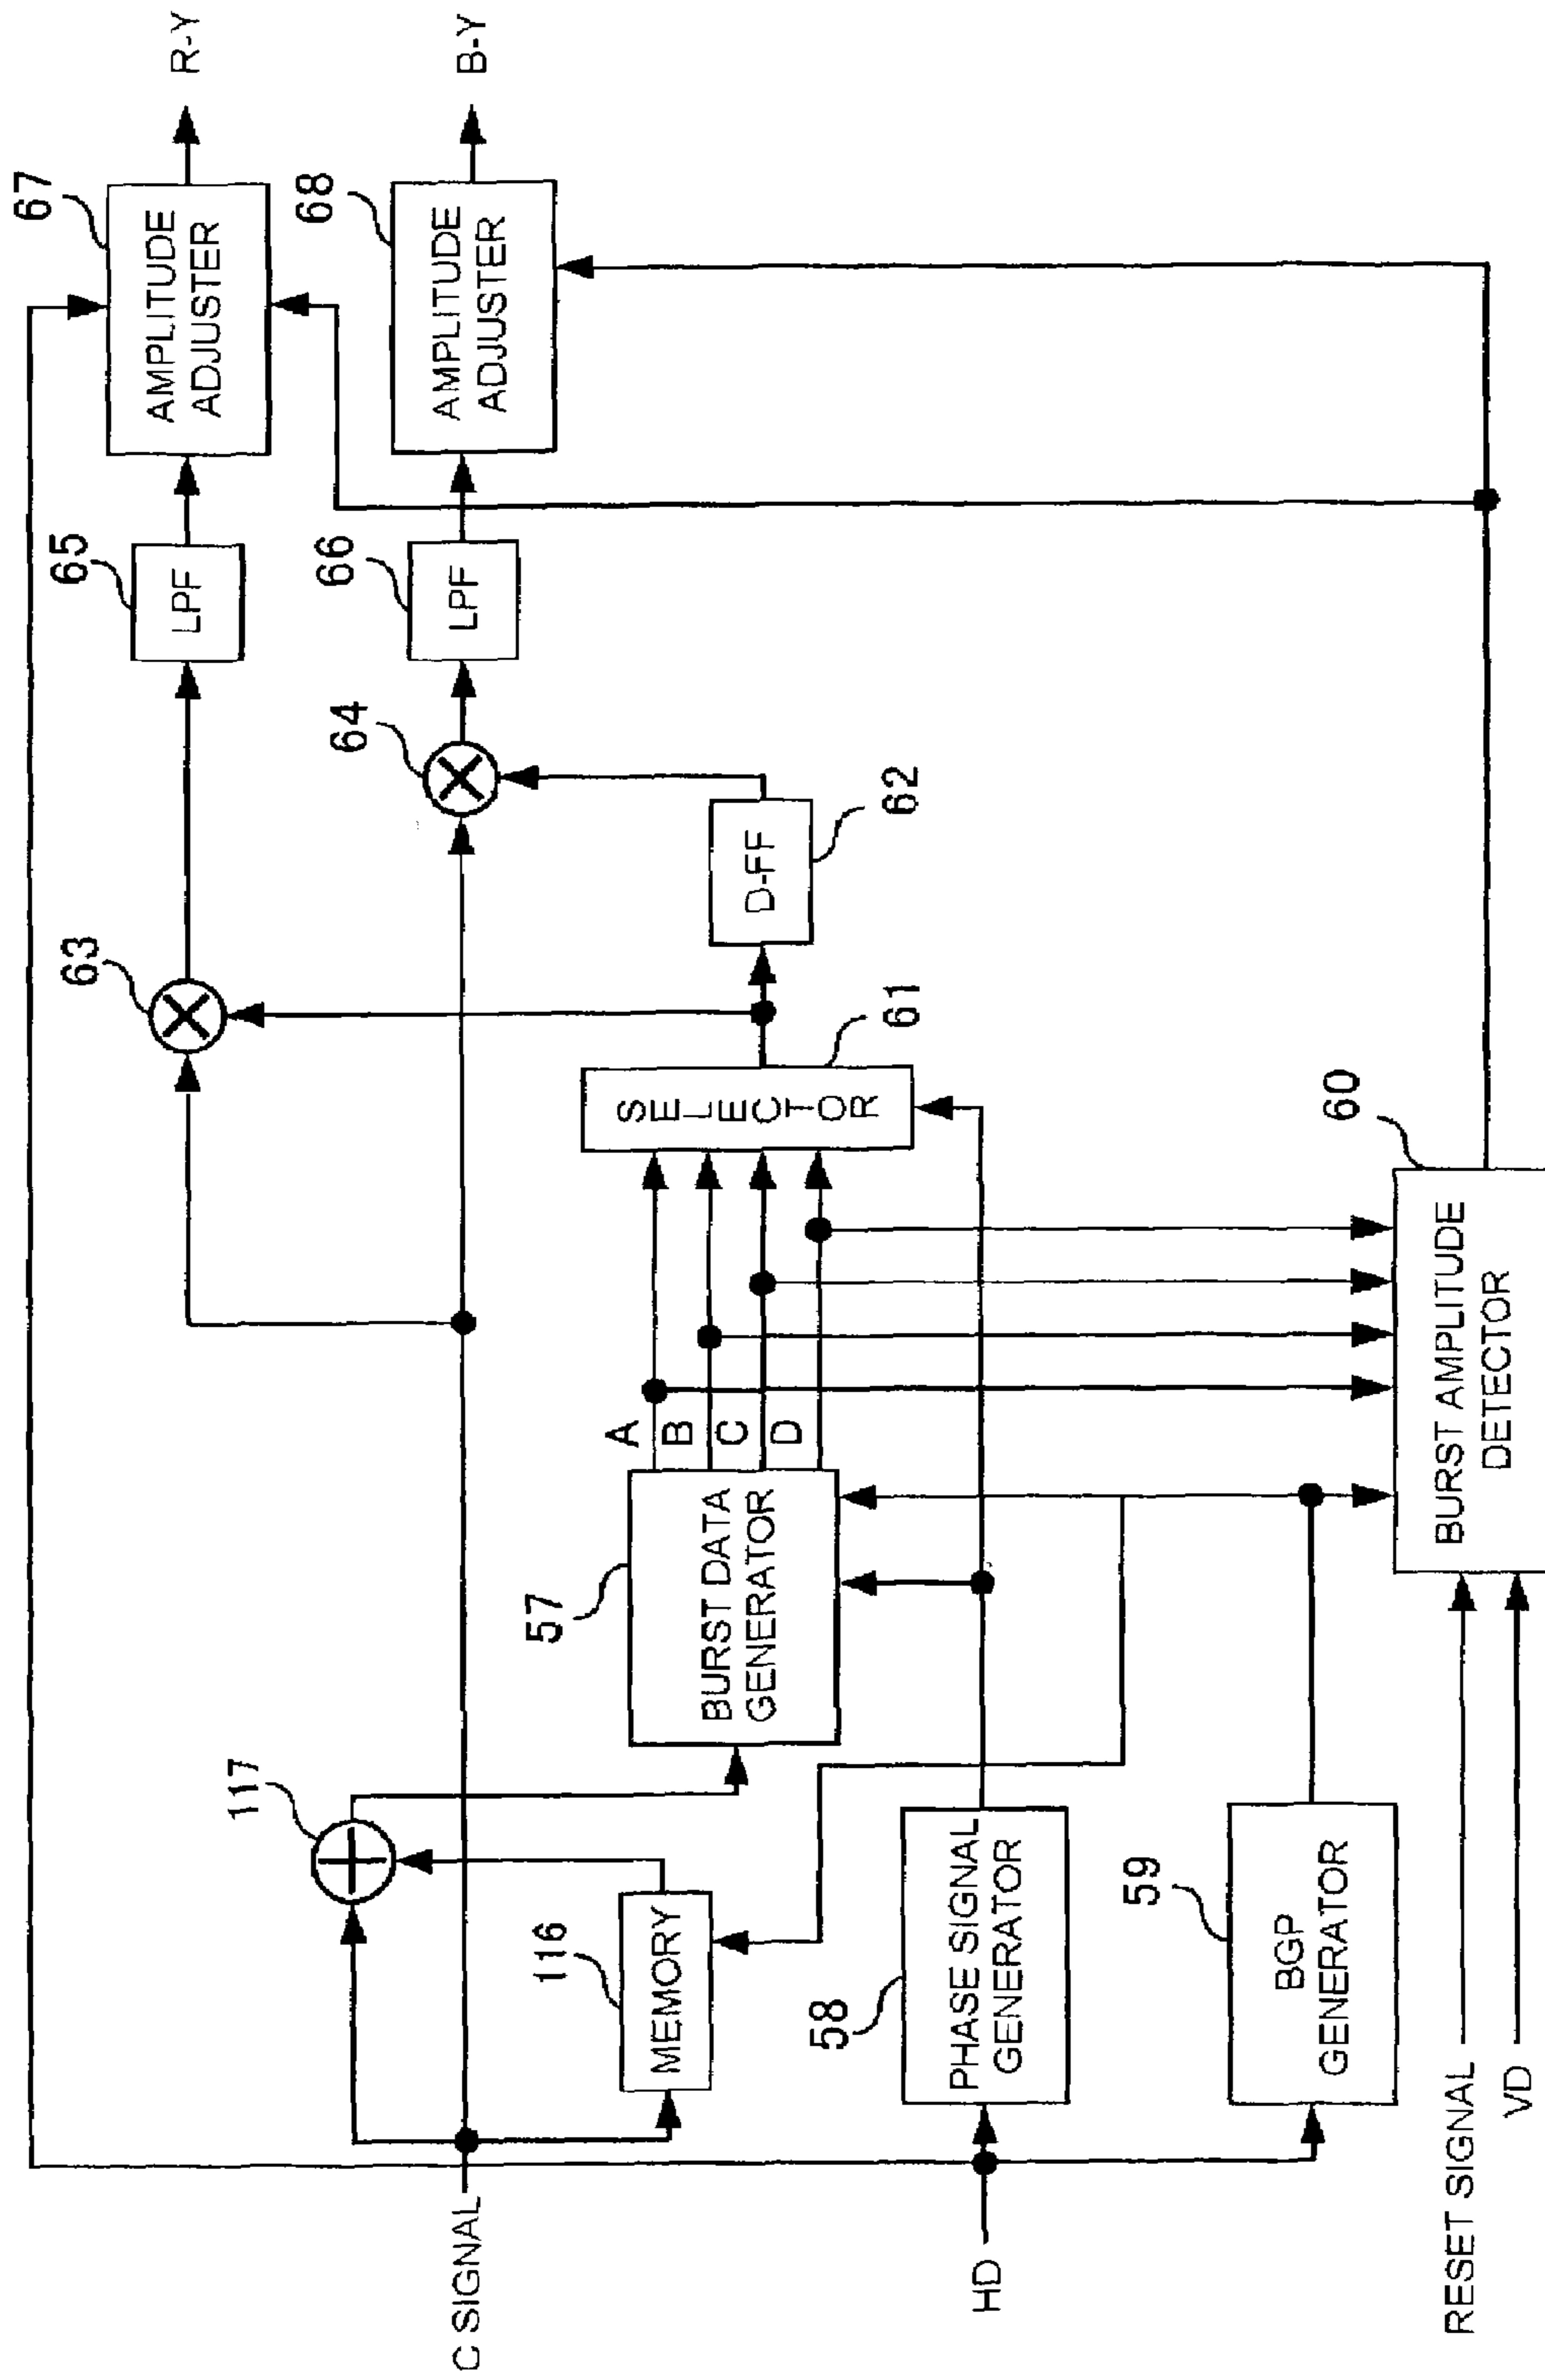 C SIGNAL
HD
RESET SIGNAL
VD
117
116
MEMORY
58
PHASE SIGNAL
GENERATOR
59
BGP
GENERATOR
57
BURST DATA
GENERATOR
A
B
C
D
60
BURST AMPLITUDE
DETECTOR
61
SELECTOR
62
D-FF
63
64
65
LPF
66
LPF
67
AMPLITUDE
ADJUSTER
68
AMPLITUDE
ADJUSTER
R-Y
B-Y